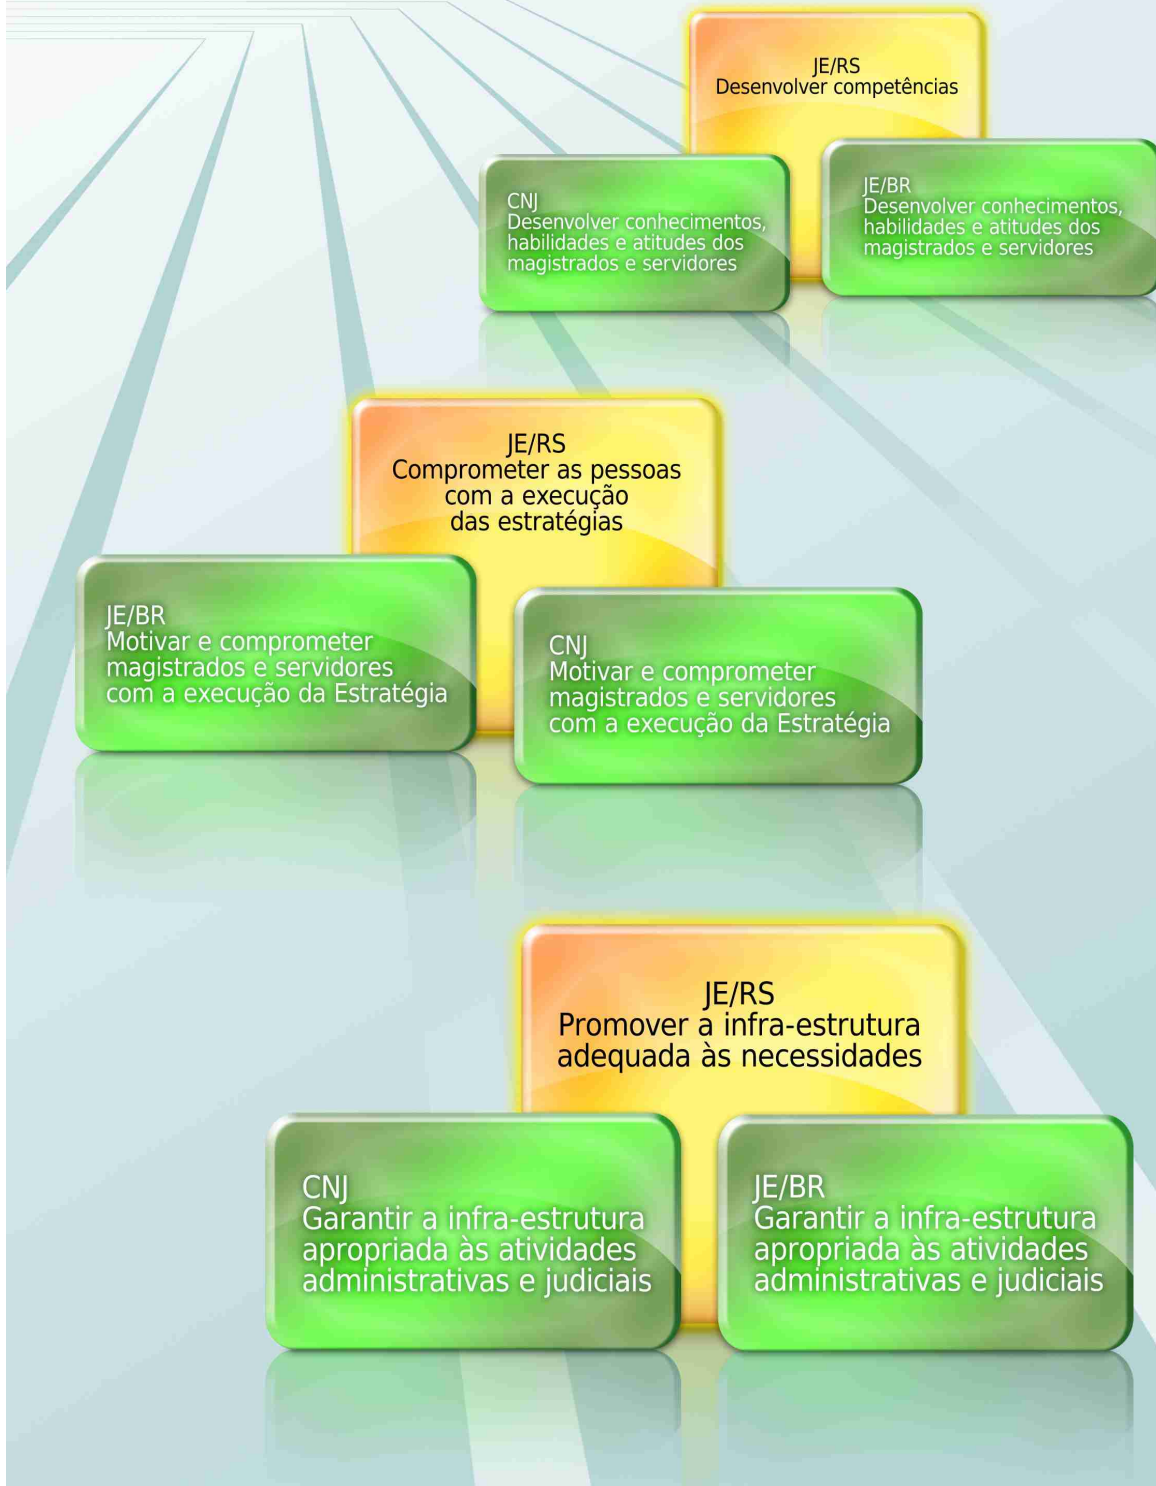 JE/RS
Desenvolver competências
CNJ
Desenvolver conhecimentos,
habilidades e atitudes dos
magistrados e servidores
JE/BR
Desenvolver conhecimentos,
habilidades e atitudes dos
magistrados e servidores
JE/RS
Comprometer as pessoas
com a execução
das estratégias
JE/BR
Motivar e comprometer
magistrados e servidores
com a execução da Estratégia
CNJ
Motivar e comprometer
magistrados e servidores
com a execução da Estratégia
JE/RS
Promover a infra-estrutura
adequada às necessidades
CNJ
Garantir a infra-estrutura
apropriada às atividades
administrativas e judiciais
JE/BR
Garantir a infra-estrutura
apropriada às atividades
administrativas e judiciais